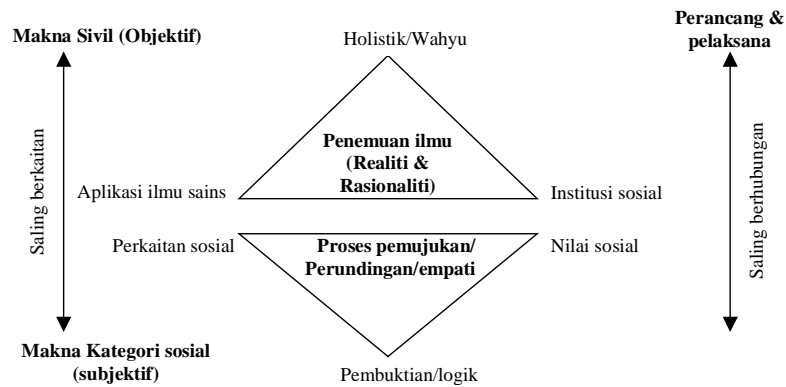 Makna Sivil (Objektif)
Holistik/Wahyu
Perancang &
pelaksana
Saling berkaitan
Penemuan ilmu
(Realiti &
Rasionaliti)
Aplikasi ilmu sains
Institusi sosial
Saling berhubungan
Perkaitan sosial
Proses pemujukan/
Perundingan/empati
Nilai sosial
Makna Kategori sosial
(subjektif)
Pembuktian/logik